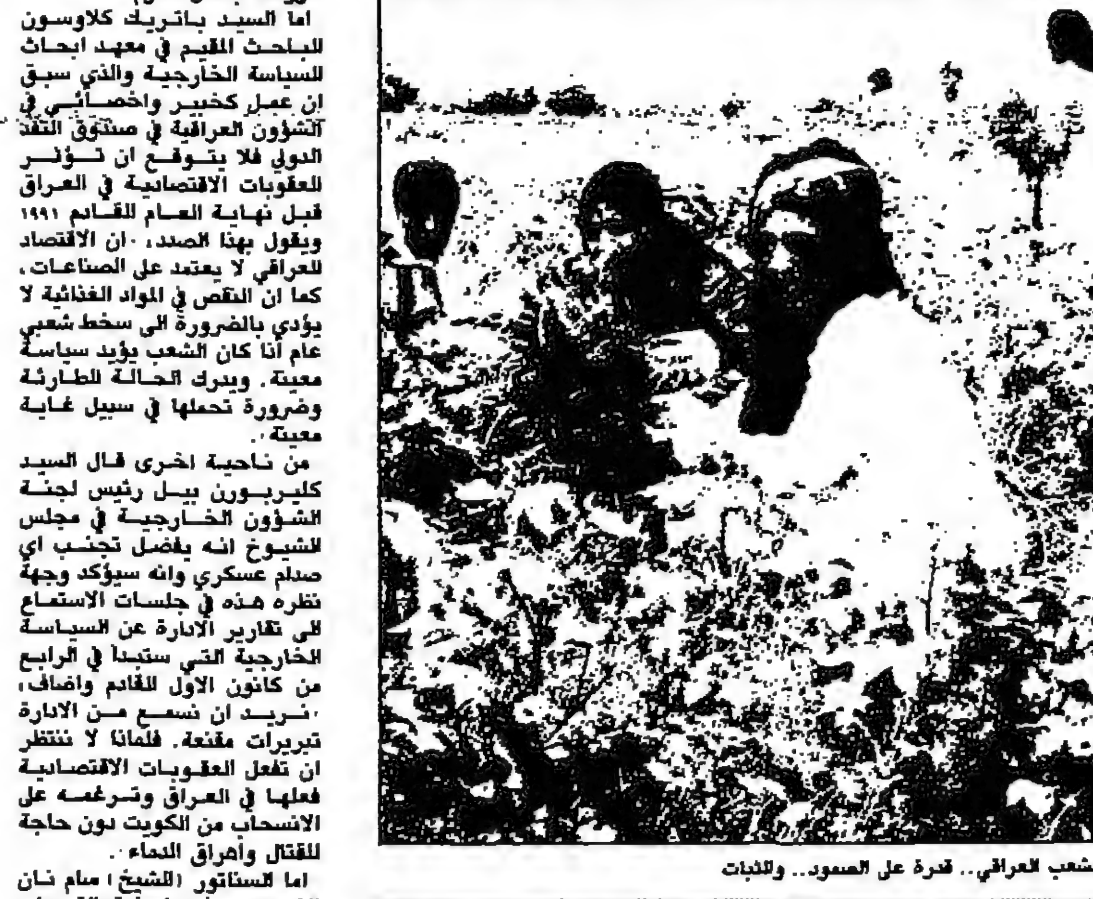 اما السيد باتريك كلاوسون
الباحث المقيم في معهد ابحاث
السياسة الخارجية والذي سبق
ان عمل كخبير واخصائي في
الشؤون العراقية في صندوق النقد
الدولي فلا يتوقع ان تؤثر
العقوبات الاقتصادية في العراق
قبل نهاية العام القادم ١٩٩١
ويقول بهذا الصدد، ·ان الاقتصاد
العراقي لا يعتمد على الصناعات،
كما ان النقص في المواد الغذائية لا
يؤدي بالضرورة الى سخط شعبي
عام اذا كان الشعب يؤيد سياسة
معينة. ويدرك الحالة الطارئة
وضرورة تحملها في سبيل غاية
معينة·.
من ناحية اخرى قال السيد
كليربورن بيل رئيس لجنة
الشؤون الخارجية في مجلس
الشيوخ انه يفضل تجنب اي
صدام عسكري وانه سيؤكد وجهة
نظره هذه في جلسات الاستماع
الى تقارير الادارة عن السياسة
الخارجية التي ستبدأ في الرابع
من كانون الاول القادم واضاف،
·نريد ان نسمع من الادارة
تبريرات مقنعة. فلماذا لا ننتظر
ان تفعل العقوبات الاقتصادية
فعلها في العراق وترغمه على
الانسحاب من الكويت دون حاجة
للقتال وأهراق الدماء·.
اما السناتور (الشيخ) سام نان
شعب العراقي.. قدرة على الصمود.. والثبات